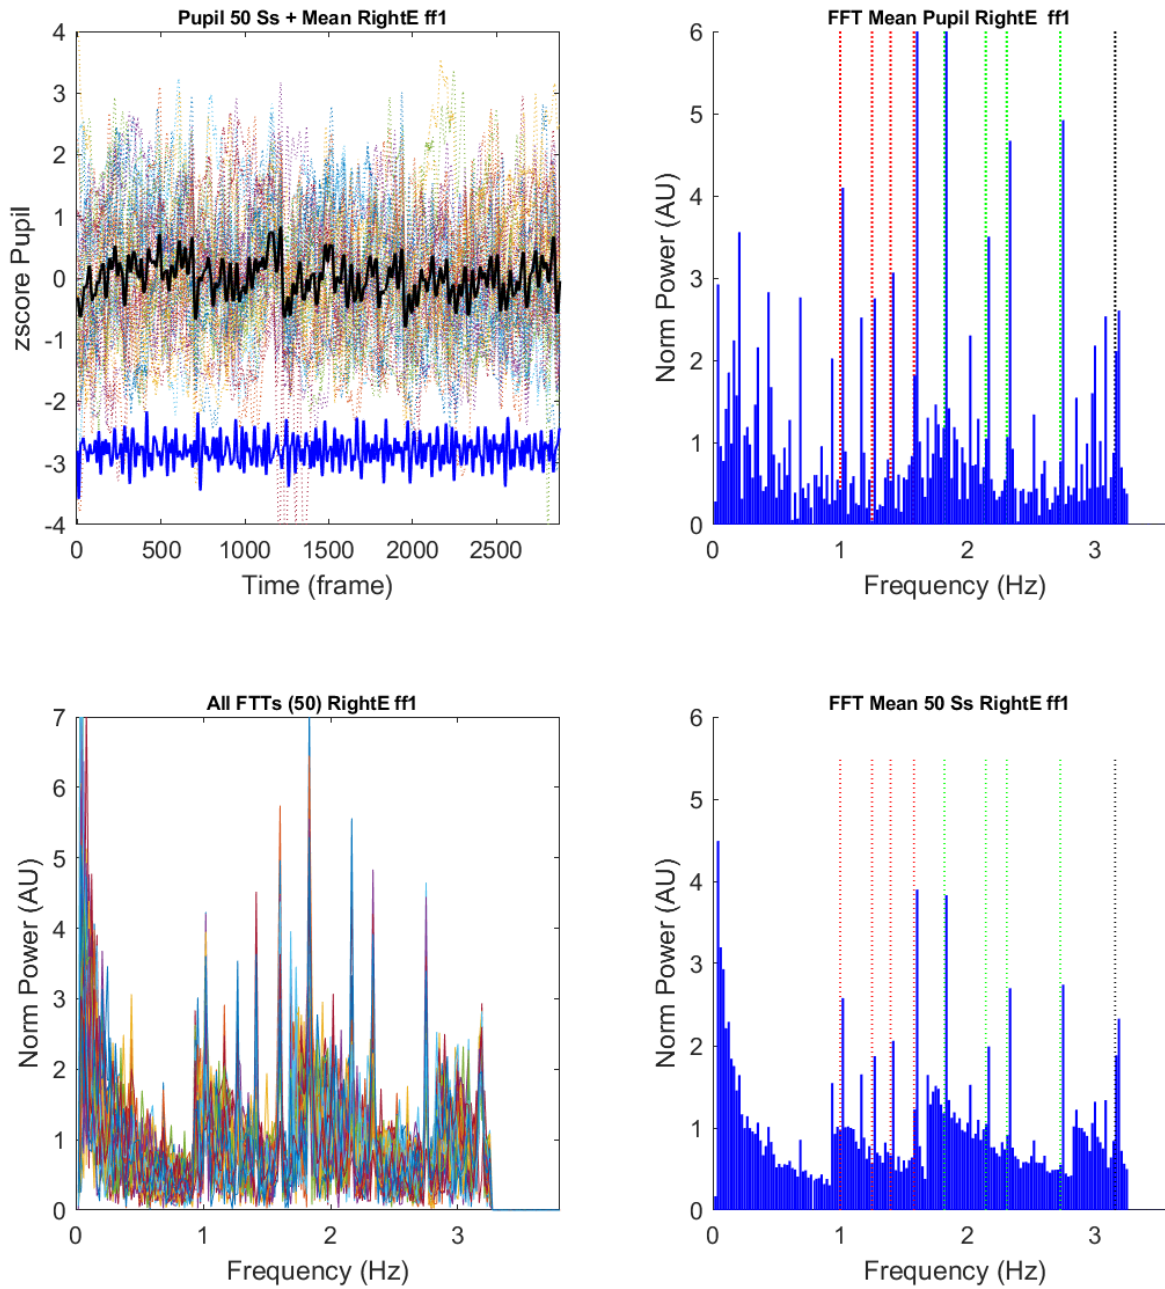 Pupil 50 Ss + Mean RightE ff1
4
3
2
1
0
-1
-2
-3
-4
zscore Pupil
0 500 1000 1500 2000 2500
Time (frame)
FFT Mean Pupil RightE ff1
6
5
4
3
2
1
0
Norm Power (AU)
0 1 2 3
Frequency (Hz)
All FTTs (50) RightE ff1
7
6
5
4
3
2
1
0
Norm Power (AU)
0 1 2 3
Frequency (Hz)
FFT Mean 50 Ss RightE ff1
6
5
4
3
2
1
0
Norm Power (AU)
0 1 2 3
Frequency (Hz)